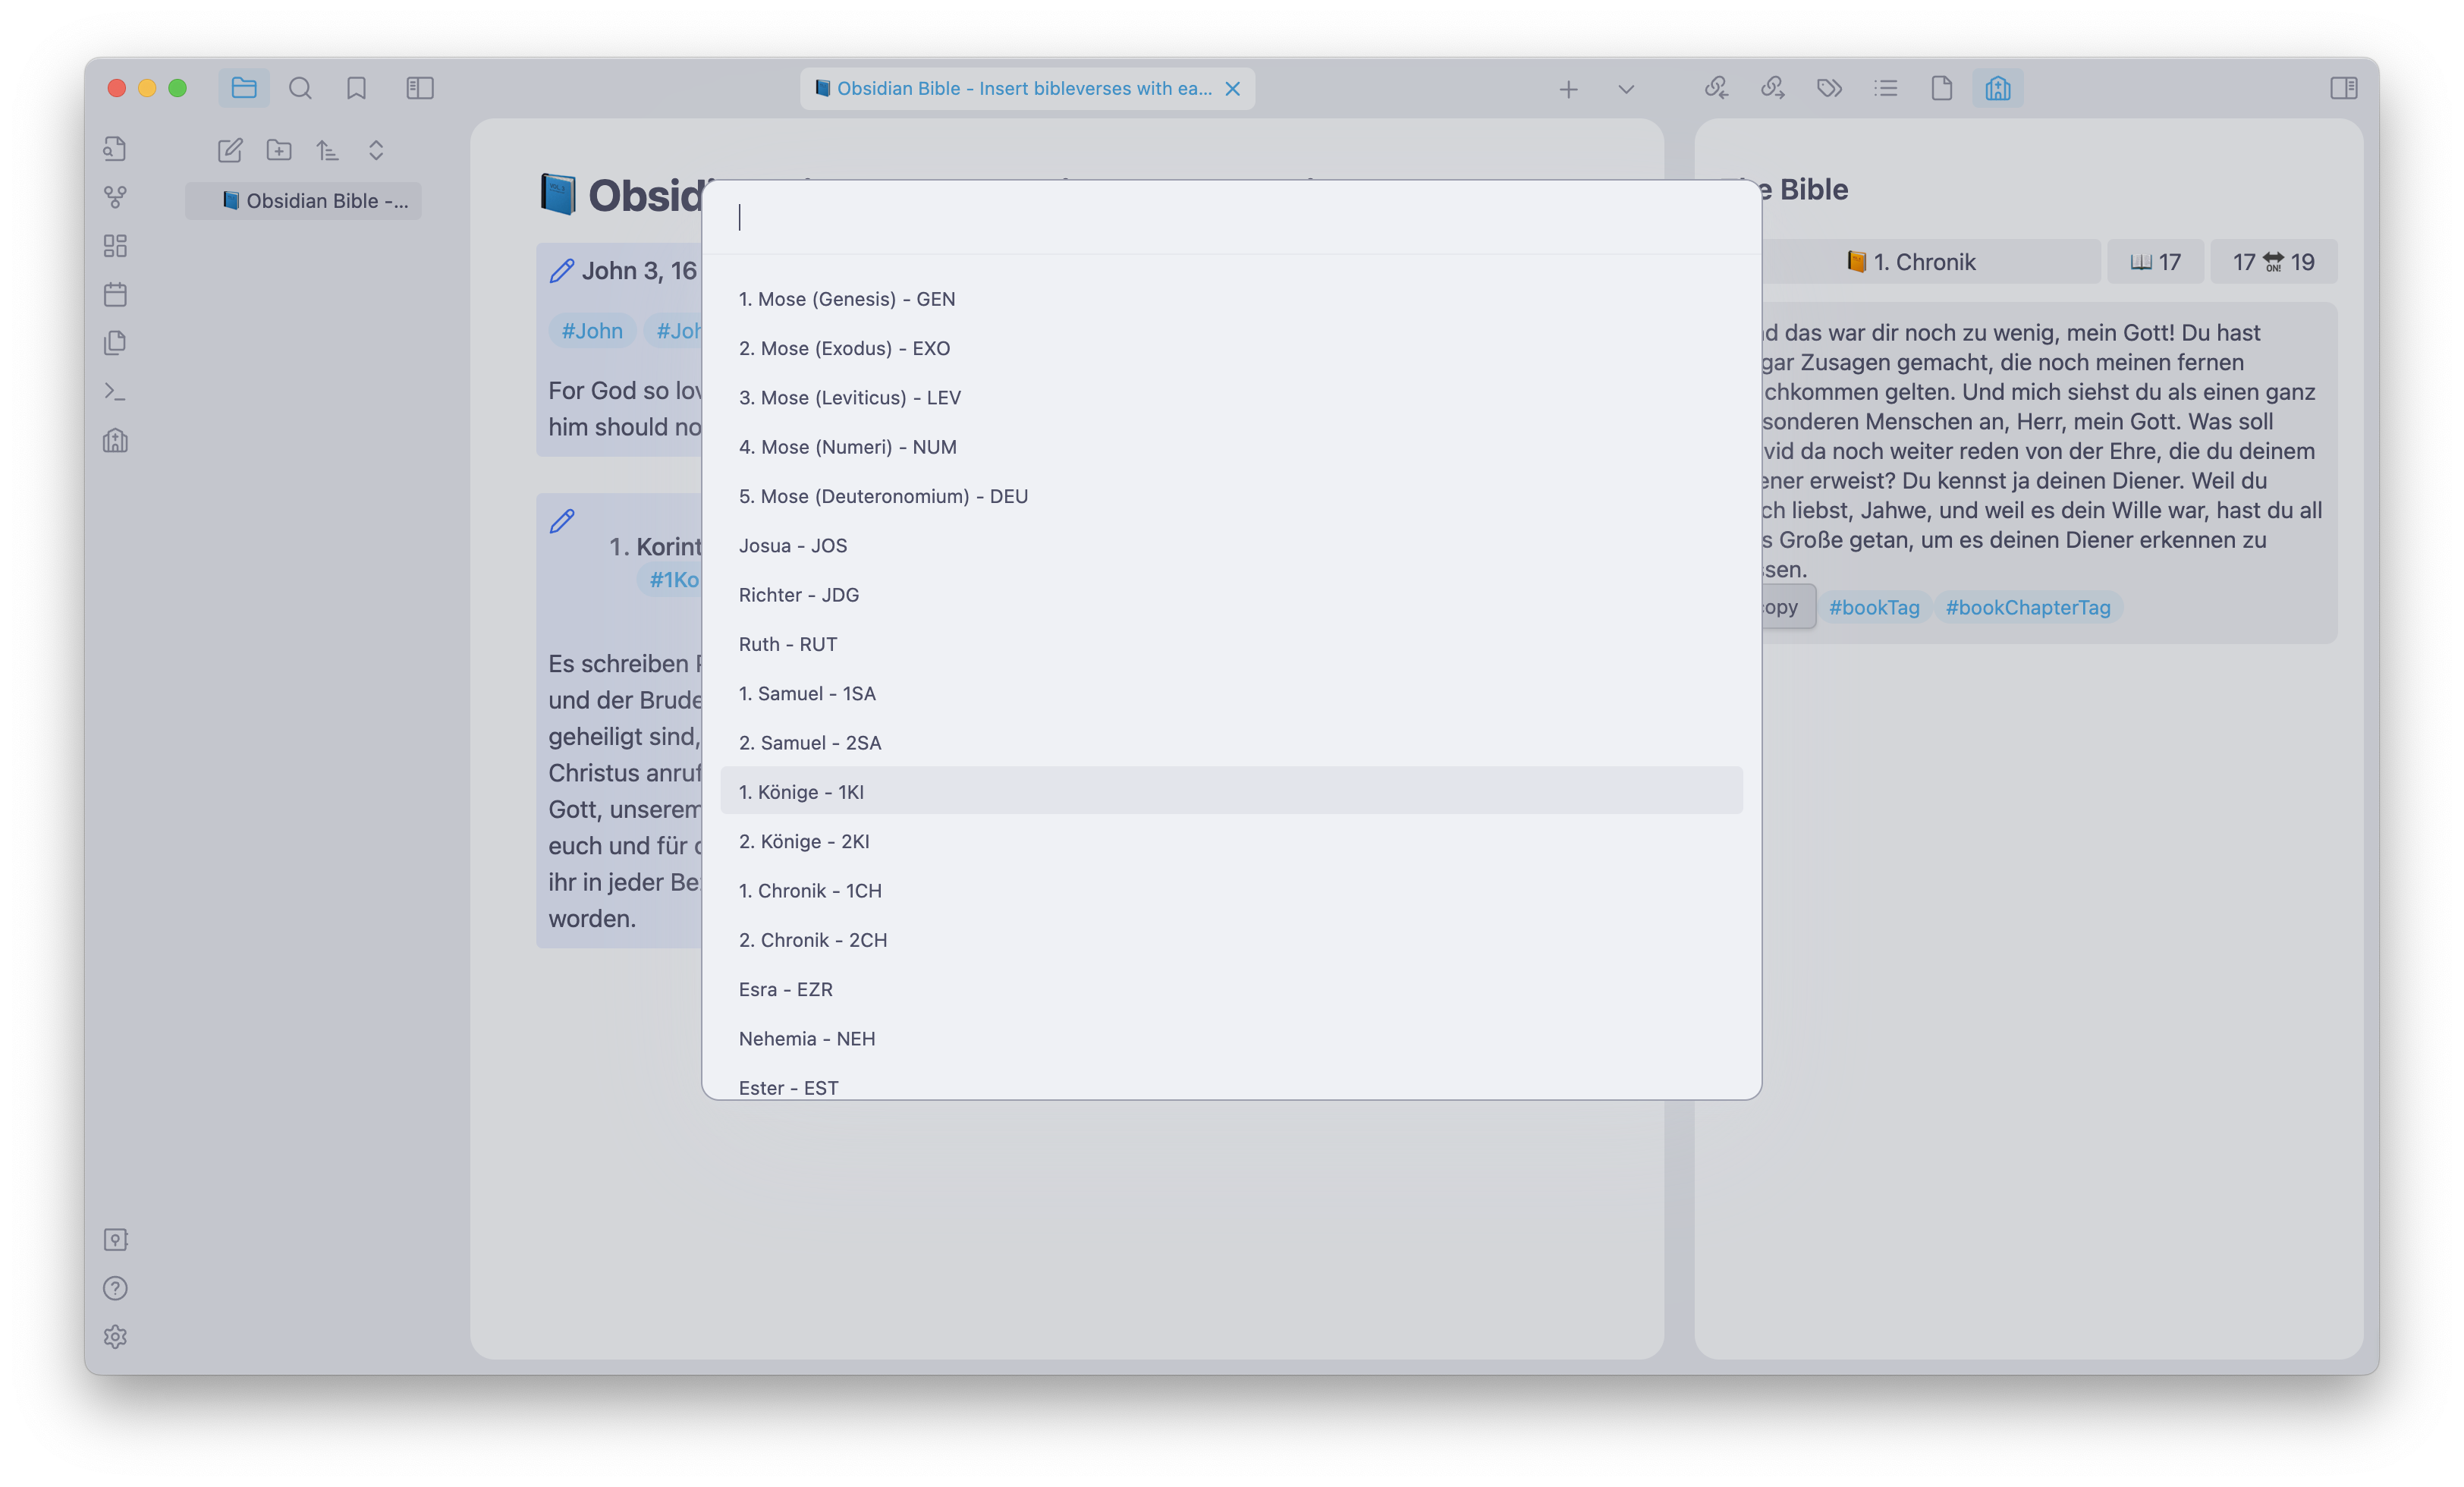 Obsidian Bible - Insert bibleverses with ea...
Obsidian Bible -...
Obsid
John 3, 16
#John #Joh
For God so lov
him should no
1. Korint
#1Ko
Es schreiben
und der Brude
geheiligt sind,
Christus anruf
Gott, unserem
euch und für
ihr in jeder Be
worden.
1. Mose (Genesis) - GEN
2. Mose (Exodus) - EXO
3. Mose (Leviticus) - LEV
4. Mose (Numeri) - NUM
5. Mose (Deuteronomium) - DEU
Josua - JOS
Richter - JDG
Ruth - RUT
1. Samuel - 1SA
2. Samuel - 2SA
1. Könige - 1KI
2. Könige - 2KI
1. Chronik - 1CH
2. Chronik - 2CH
Esra - EZR
Nehemia - NEH
Ester - EST
e Bible
1. Chronik 17 17 ON! 19
d das war dir noch zu wenig, mein Gott! Du hast
gar Zusagen gemacht, die noch meinen fernen
chkommen gelten. Und mich siehst du als einen ganz
sonderen Menschen an, Herr, mein Gott. Was soll
vid da noch weiter reden von der Ehre, die du deinem
ener erweist? Du kennst ja deinen Diener. Weil du
ch liebst, Jahwe, und weil es dein Wille war, hast du all
s Große getan, um es deinen Diener erkennen zu
ssen.
opy #bookTag #bookChapterTag